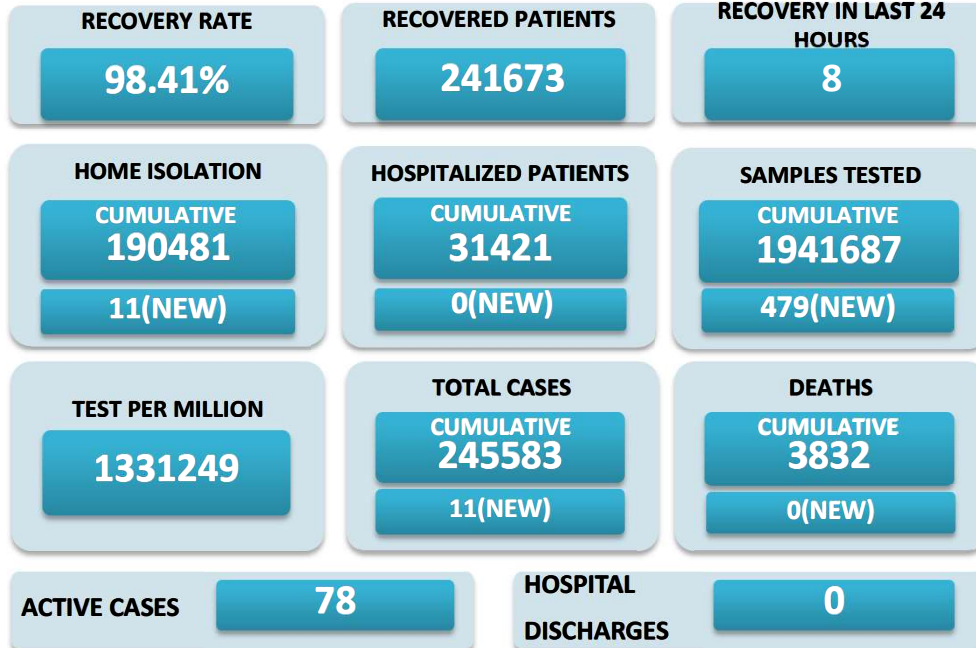 RECOVERY RATE
98.41%
RECOVERED PATIENTS
241673
RECOVERY IN LAST 24
HOURS
8
HOME ISOLATION
CUMULATIVE
190481
11(NEW)
HOSPITALIZED PATIENTS
CUMULATIVE
31421
0(NEW)
SAMPLES TESTED
CUMULATIVE
1941687
479(NEW)
TEST PER MILLION
1331249
TOTAL CASES
CUMULATIVE
245583
11(NEW)
DEATHS
CUMULATIVE
3832
0(NEW)
ACTIVE CASES
78
HOSPITAL
DISCHARGES
0